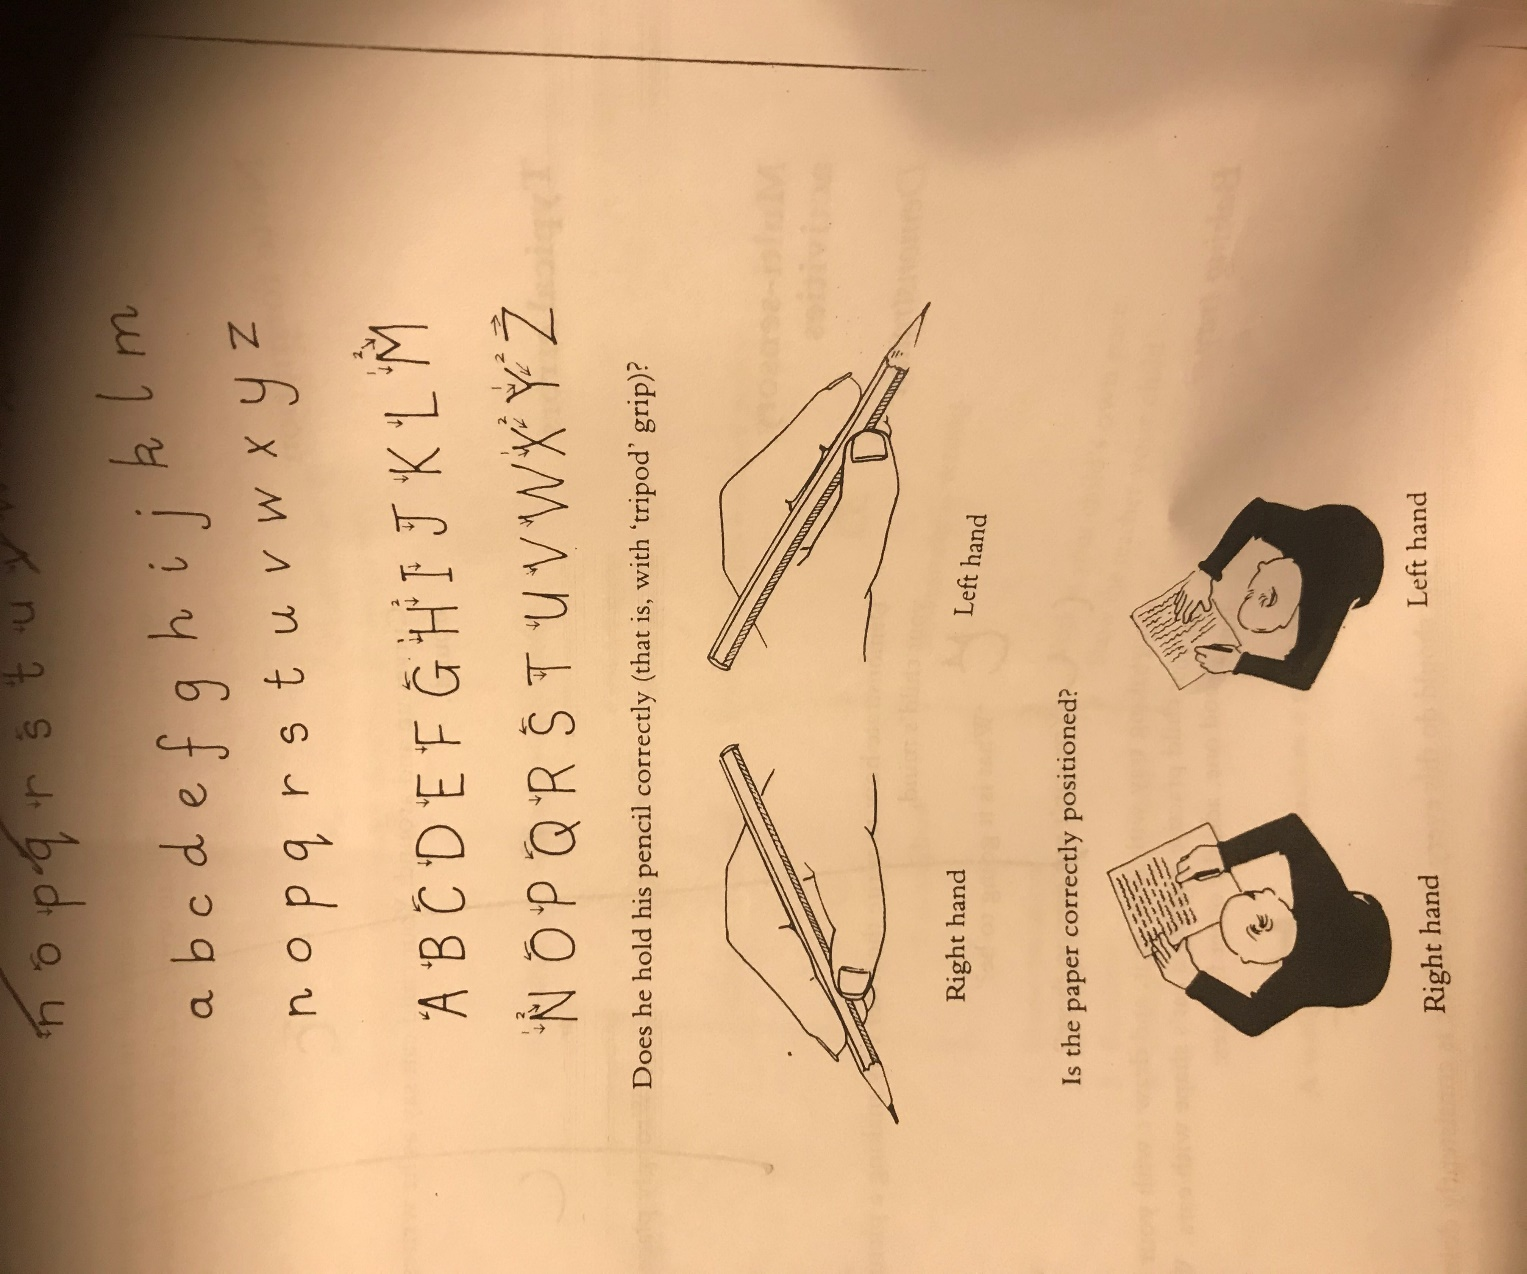 n o p q r s t u
a b c d e f g h i j k l m
n o p q r s t u v w x y z
A B C D E F G H I J K L M
N O P Q R S T U V W X Y Z
Does he hold his pencil correctly (that is, with ‘tripod’ grip)?
Right hand Left hand
Is the paper correctly positioned?
Right hand Left hand